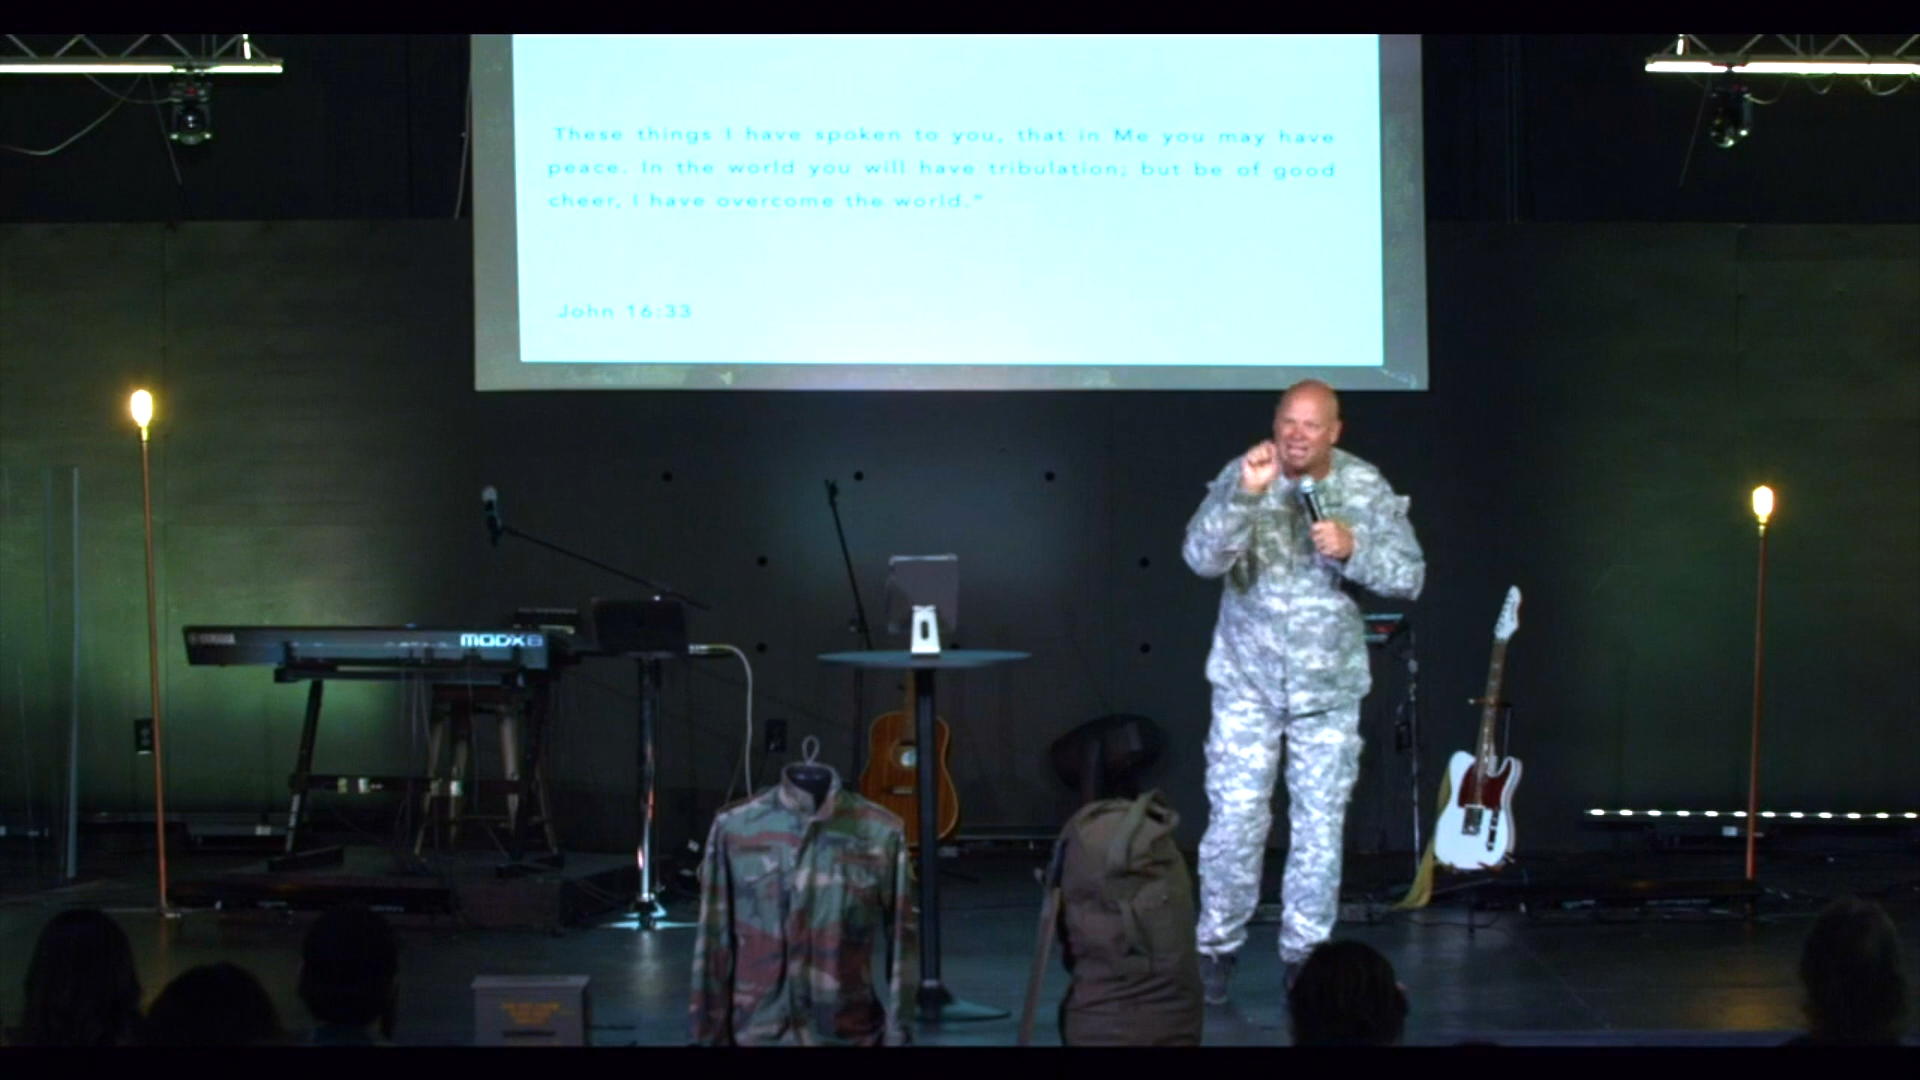 These things I have spoken to you, that in Me you may have
peace. In the world you will have tribulation; but be of good
cheer, I have overcome the world."
John 16:33
YAMAHA
MODX8